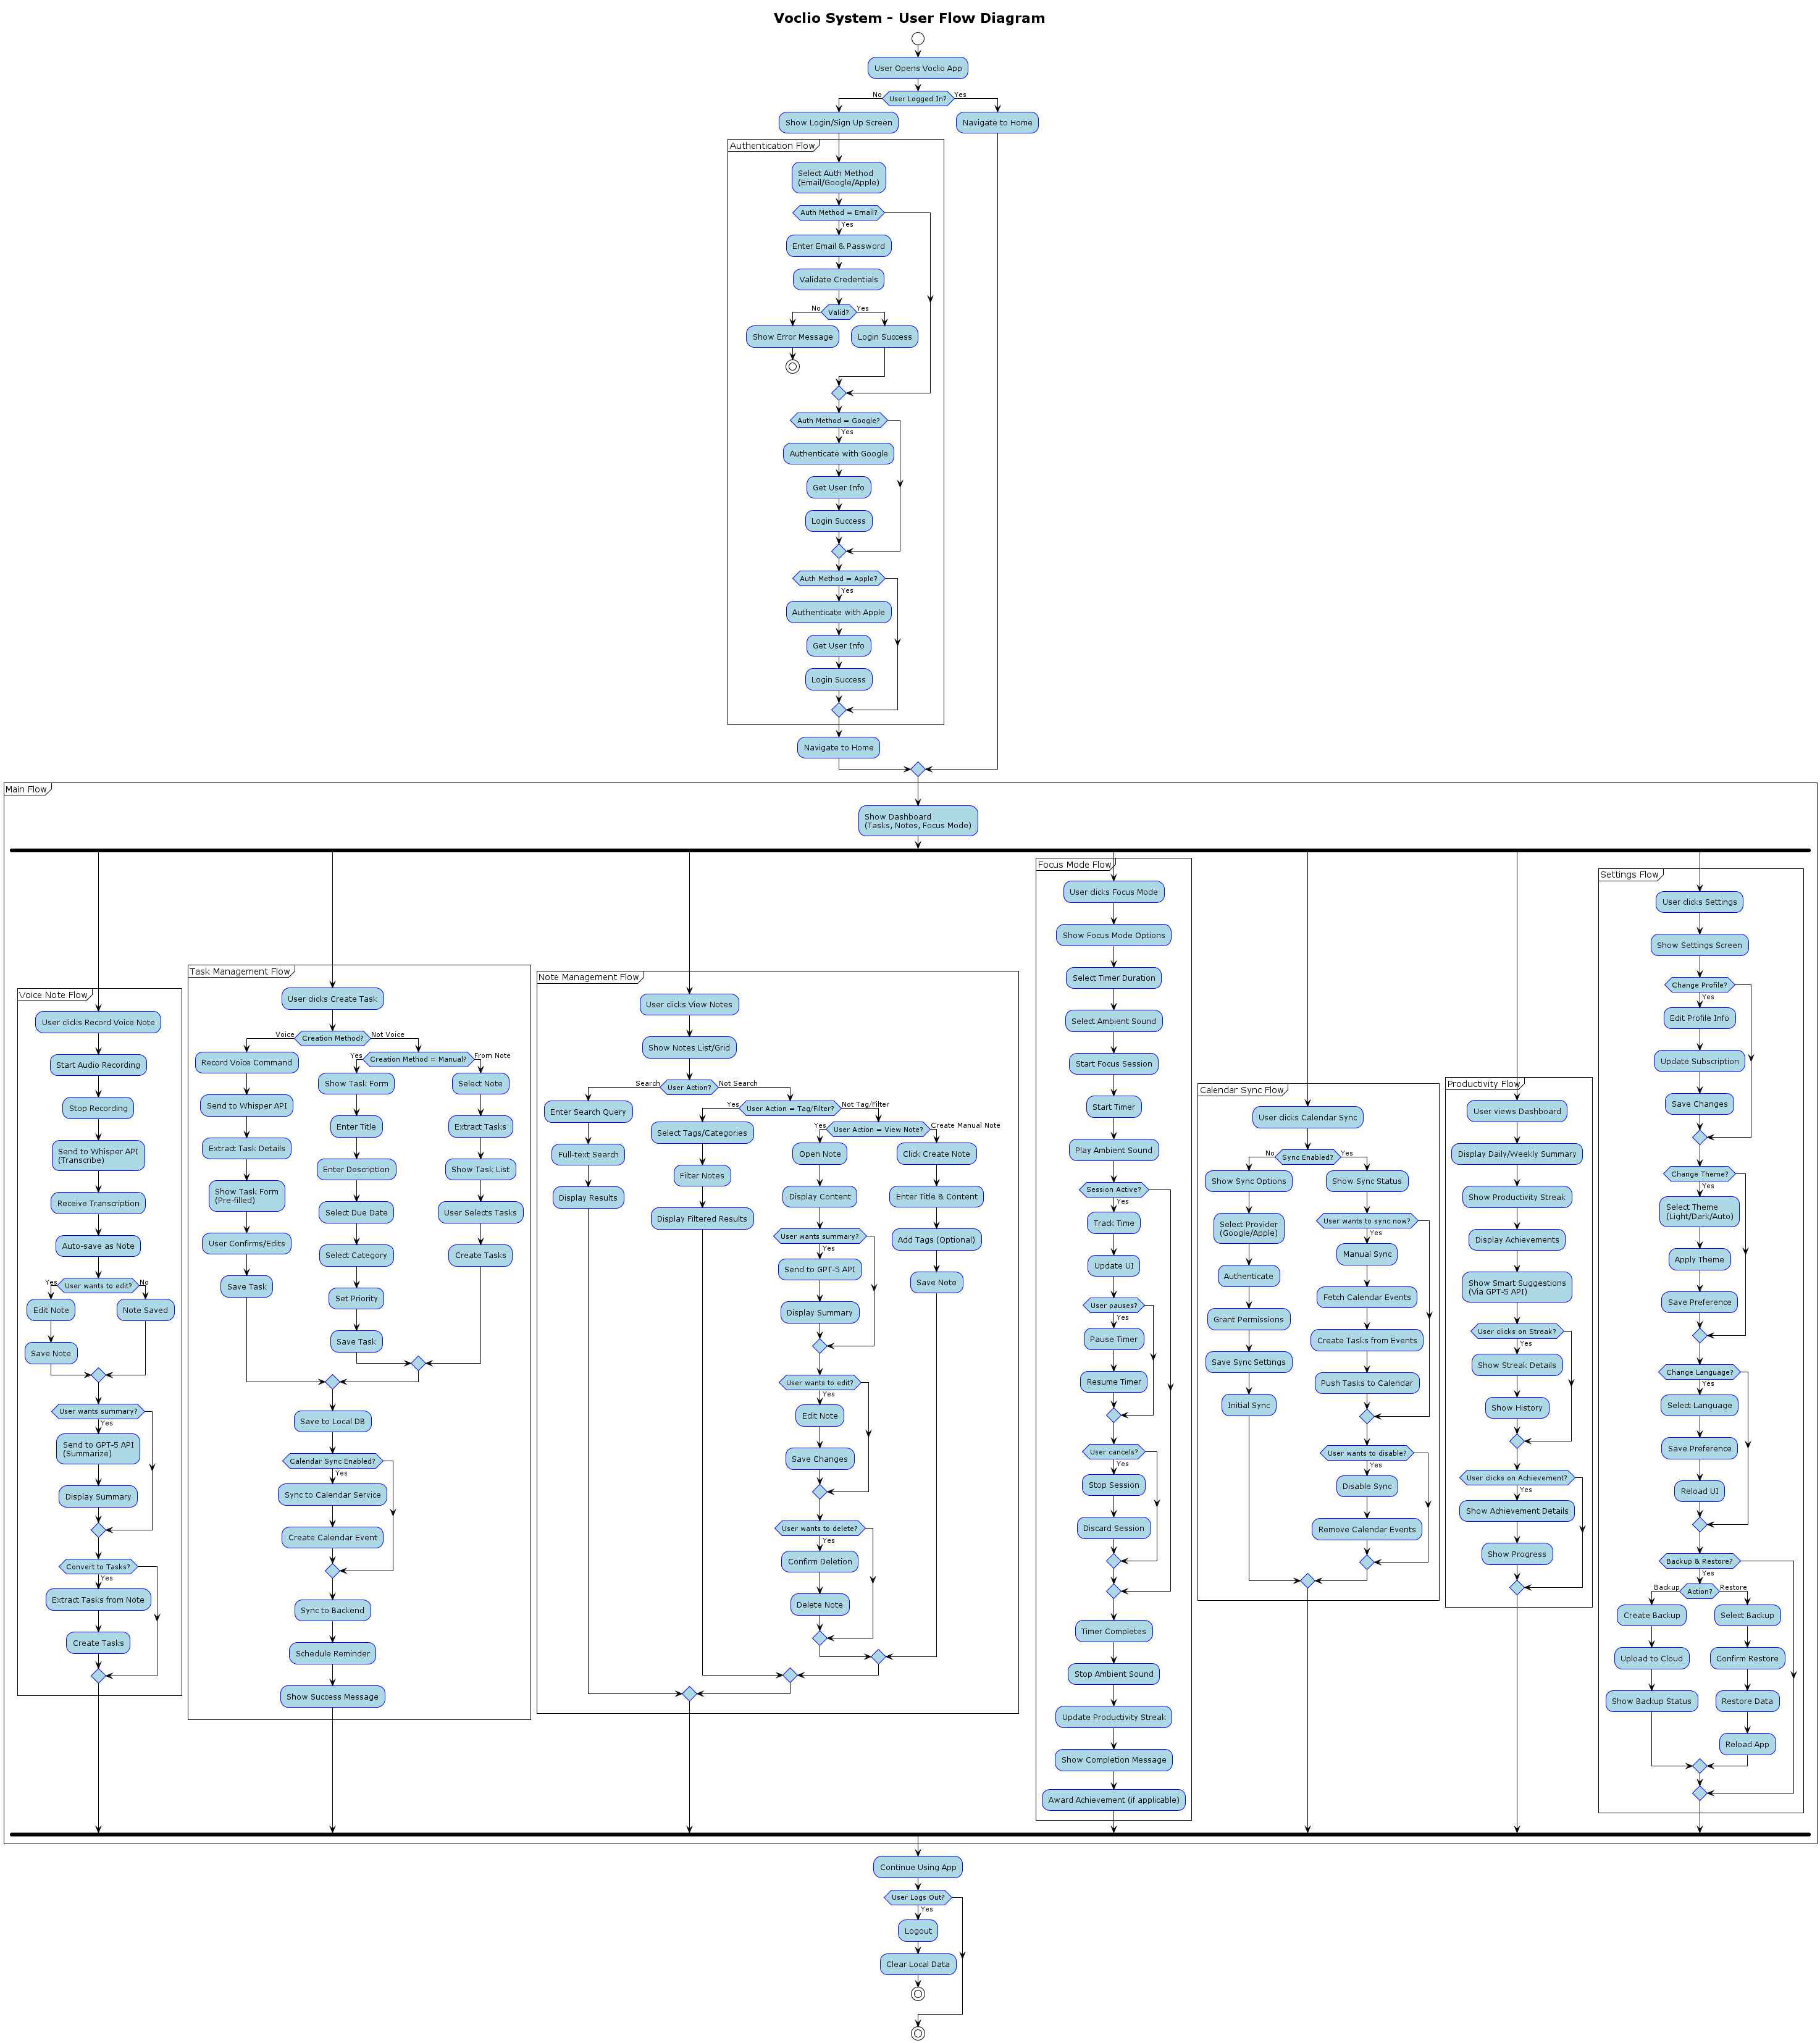 Voclio System - User Flow Diagram
User Opens Voclio App
User Logged In?
No
Yes
Show Login/Sign Up Screen
Navigate to Home
Authentication Flow
Select Auth Method
(Email/Google/Apple)
Auth Method = Email?
Yes
Enter Email & Password
Validate Credentials
Valid?
No
Yes
Show Error Message
Login Success
Auth Method = Google?
Yes
Authenticate with Google
Get User Info
Login Success
Auth Method = Apple?
Yes
Authenticate with Apple
Get User Info
Login Success
Navigate to Home
Main Flow
Show Dashboard
(Tasks, Notes, Focus Mode)
Voice Note Flow
User clicks Record Voice Note
Start Audio Recording
Stop Recording
Send to Whisper API
(Transcribe)
Receive Transcription
Auto-save as Note
User wants to edit?
Yes
No
Edit Note
Save Note
Note Saved
User wants summary?
Yes
Send to GPT-5 API
(Summarize)
Display Summary
Convert to Tasks?
Yes
Extract Tasks from Note
Create Tasks
Task Management Flow
User clicks Create Task
Creation Method?
Voice
Not Voice
Record Voice Command
Send to Whisper API
Extract Task Details
Show Task Form
(Pre-filled)
User Confirms/Edits
Save Task
Creation Method = Manual?
Yes
From Note
Show Task Form
Enter Title
Enter Description
Select Due Date
Select Category
Set Priority
Save Task
Select Note
Extract Tasks
Show Task List
User Selects Tasks
Create Tasks
Save to Local DB
Calendar Sync Enabled?
Yes
Sync to Calendar Service
Create Calendar Event
Sync to Backend
Schedule Reminder
Show Success Message
Note Management Flow
User clicks View Notes
Show Notes List/Grid
User Action?
Search
Not Search
Enter Search Query
Full-text Search
Display Results
User Action = Tag/Filter?
Yes
Not Tag/Filter
Select Tags/Categories
Filter Notes
Display Filtered Results
User Action = View Note?
Yes
Create Manual Note
Open Note
Display Content
User wants summary?
Yes
Send to GPT-5 API
Display Summary
User wants to edit?
Yes
Edit Note
Save Changes
User wants to delete?
Yes
Confirm Deletion
Delete Note
Click Create Note
Enter Title & Content
Add Tags (Optional)
Save Note
Focus Mode Flow
User clicks Focus Mode
Show Focus Mode Options
Select Timer Duration
Select Ambient Sound
Start Focus Session
Start Timer
Play Ambient Sound
Session Active?
Yes
Track Time
Update UI
User pauses?
Yes
Pause Timer
Resume Timer
User cancels?
Yes
Stop Session
Discard Session
Timer Completes
Stop Ambient Sound
Update Productivity Streak
Show Completion Message
Award Achievement (if applicable)
Calendar Sync Flow
User clicks Calendar Sync
Sync Enabled?
No
Yes
Show Sync Options
Select Provider
(Google/Apple)
Authenticate
Grant Permissions
Save Sync Settings
Initial Sync
Show Sync Status
User wants to sync now?
Yes
Manual Sync
Fetch Calendar Events
Create Tasks from Events
Push Tasks to Calendar
User wants to disable?
Yes
Disable Sync
Remove Calendar Events
Productivity Flow
User views Dashboard
Display Daily/Weekly Summary
Show Productivity Streak
Display Achievements
Show Smart Suggestions
(Via GPT-5 API)
User clicks on Streak?
Yes
Show Streak Details
Show History
User clicks on Achievement?
Yes
Show Achievement Details
Show Progress
Settings Flow
User clicks Settings
Show Settings Screen
Change Profile?
Yes
Edit Profile Info
Update Subscription
Save Changes
Change Theme?
Yes
Select Theme
(Light/Dark/Auto)
Apply Theme
Save Preference
Change Language?
Yes
Select Language
Save Preference
Reload UI
Backup & Restore?
Yes
Action?
Backup
Restore
Create Backup
Upload to Cloud
Show Backup Status
Select Backup
Confirm Restore
Restore Data
Reload App
Continue Using App
User Logs Out?
Yes
Logout
Clear Local Data